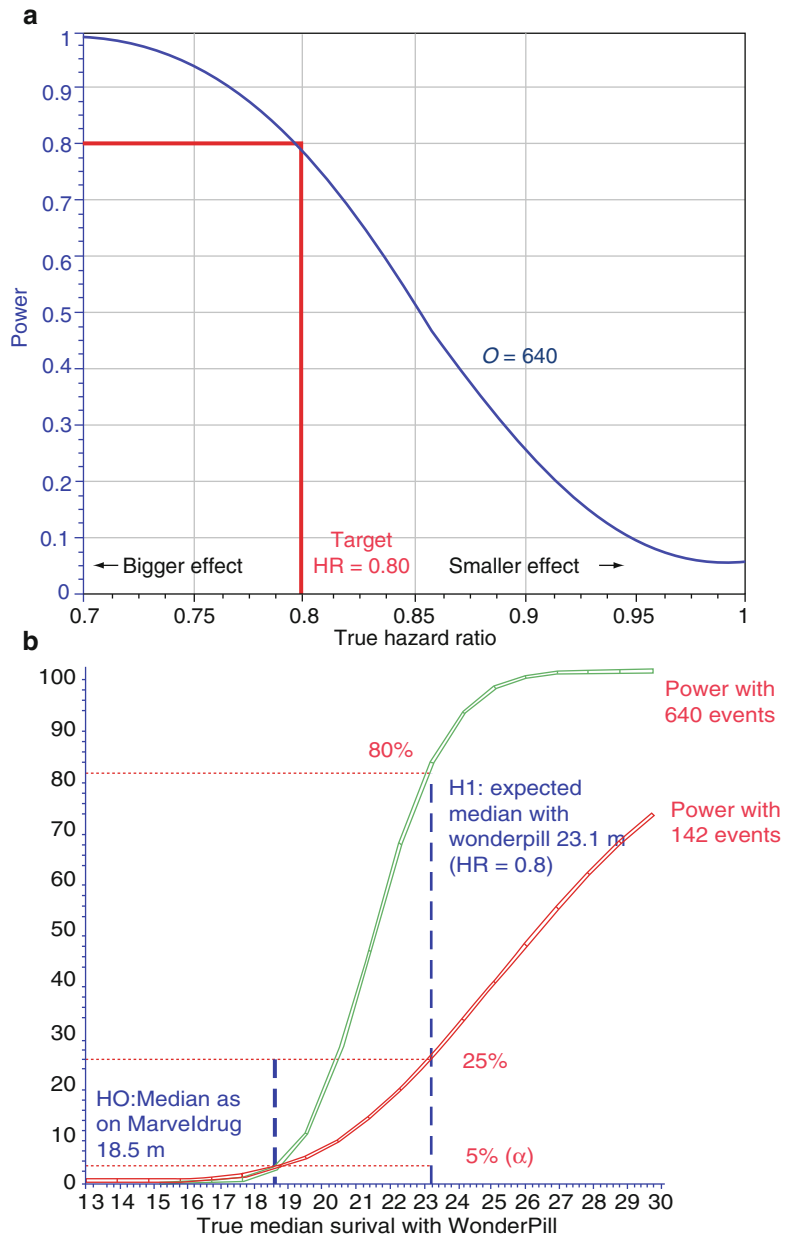 a
1
0.9
0.8
0.7
0.6
0.5
0.4
0.3
0.2
0.1
0
Power
O = 640
Target
HR = 0.80
← Bigger effect
Smaller effect →
0.7 0.75 0.8 0.85 0.9 0.95 1
True hazard ratio
b
100
90
80
70
60
50
40
30
20
10
0
Power with
640 events
80%
H1: expected
median with
wonderpill 23.1 m
(HR = 0.8)
Power with
142 events
25%
HO:Median as
on Marveldrug
18.5 m
5% (α)
13 14 15 16 17 18 19 20 21 22 23 24 25 26 27 28 29 30
True median surival with WonderPill